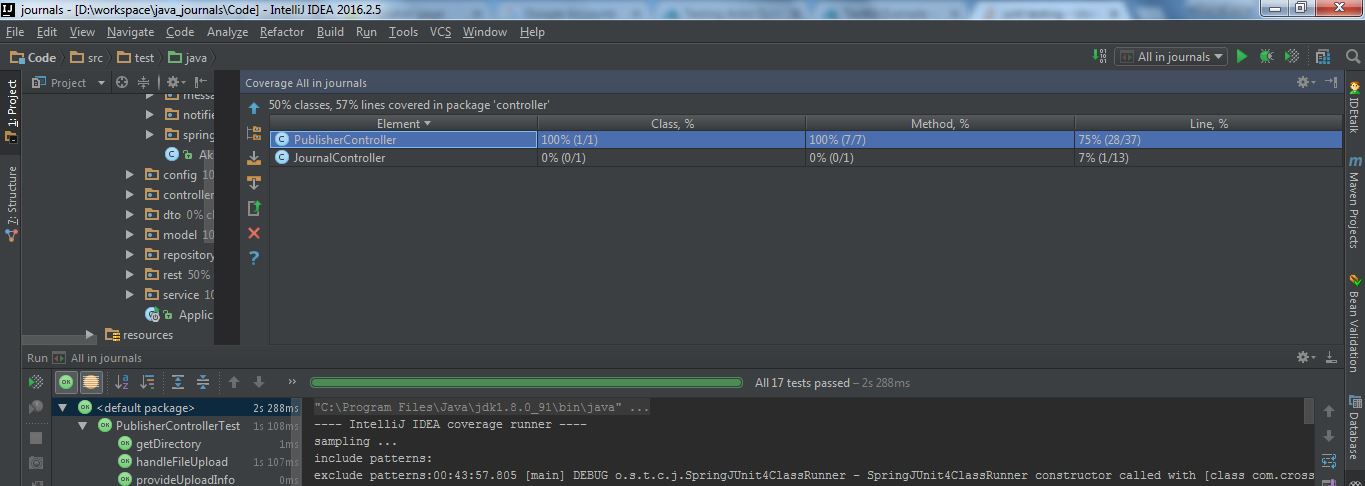 journals - [D:\workspace\java_journals\Code] - IntelliJ IDEA 2016.2.5
File Edit View Navigate Code Analyze Refactor Build Run Tools VCS Window Help
Code src test java All in journals
1: Project
7: Structure
Project
notifie
spring
Ak
config 10
controller
dto 0% c
model 10
repository
rest 50%
service 10
Applic
resources
Coverage All in journals
50% classes, 57% lines covered in package 'controller'
Element Class, % Method, % Line, %
PublisherController 100% (1/1) 100% (7/7) 75% (28/37)
JournalController 0% (0/1) 0% (0/1) 7% (1/13)
IDEtalk
Maven Projects
Bean Validation
Database
Run All in journals
All 17 tests passed – 2s 288ms
<default package> 2s 288ms
PublisherControllerTest 1s 108ms
getDirectory 1ms
handleFileUpload 1s 107ms
provideUploadInfo 0ms
"C:\Program Files\Java\jdk1.8.0_91\bin\java" ...
---- IntelliJ IDEA coverage runner ----
sampling ...
include patterns:
exclude patterns:00:43:57.805 [main] DEBUG o.s.t.c.j.SpringJUnit4ClassRunner - SpringJUnit4ClassRunner constructor called with [class com.cross